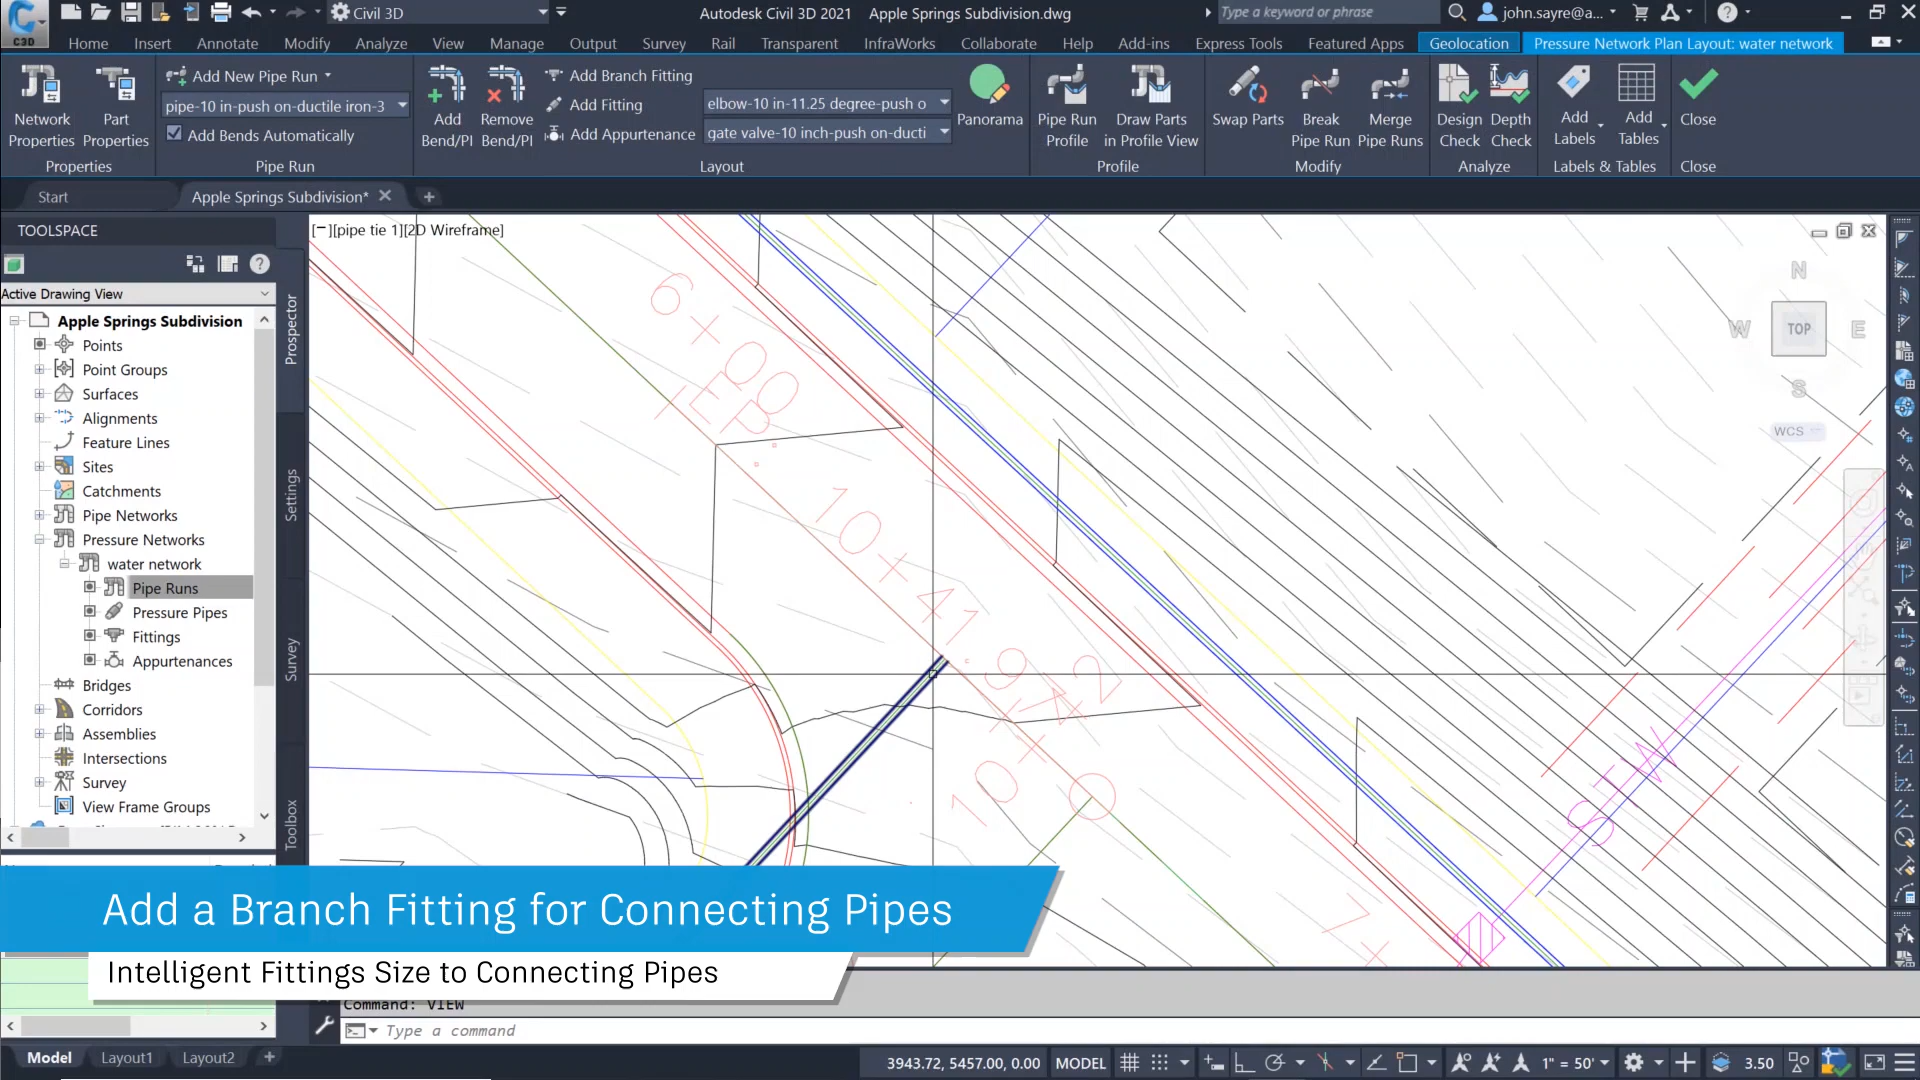 Civil 3D
Autodesk Civil 3D 2021 Apple Springs Subdivision.dwg
Type a keyword or phrase
john.sayre@a...
C3D
Home Insert Annotate Modify Analyze View Manage Output Survey Rail Transparent InfraWorks Collaborate Help Add-ins Express Tools Featured Apps Geolocation Pressure Network Plan Layout: water network
Network Properties
Part Properties
Properties
Add New Pipe Run
pipe-10 in-push on-ductile iron-3
Add Bends Automatically
Pipe Run
Add Bend/PI
Remove Bend/PI
Add Branch Fitting
Add Fitting
Add Appurtenance
elbow-10 in-11.25 degree-push o
gate valve-10 inch-push on-ducti
Layout
Panorama
Pipe Run Profile
Draw Parts in Profile View
Profile
Swap Parts
Break Pipe Run
Merge Pipe Runs
Modify
Design Check
Depth Check
Analyze
Add Labels
Add Tables
Labels & Tables
Close
Close
Start
Apple Springs Subdivision*
TOOLSPACE
Active Drawing View
Apple Springs Subdivision
Points
Point Groups
Surfaces
Alignments
Feature Lines
Sites
Catchments
Pipe Networks
Pressure Networks
water network
Pipe Runs
Pressure Pipes
Fittings
Appurtenances
Bridges
Corridors
Assemblies
Intersections
Survey
View Frame Groups
Prospector
Settings
Survey
Toolbox
[−][pipe tie 1][2D Wireframe]
6+00
N
W
TOP
E
S
WCS
Add a Branch Fitting for Connecting Pipes
Intelligent Fittings Size to Connecting Pipes
Command: VIEW
Type a command
Model Layout1 Layout2
3943.72, 5457.00, 0.00 MODEL
1" = 50'
3.50